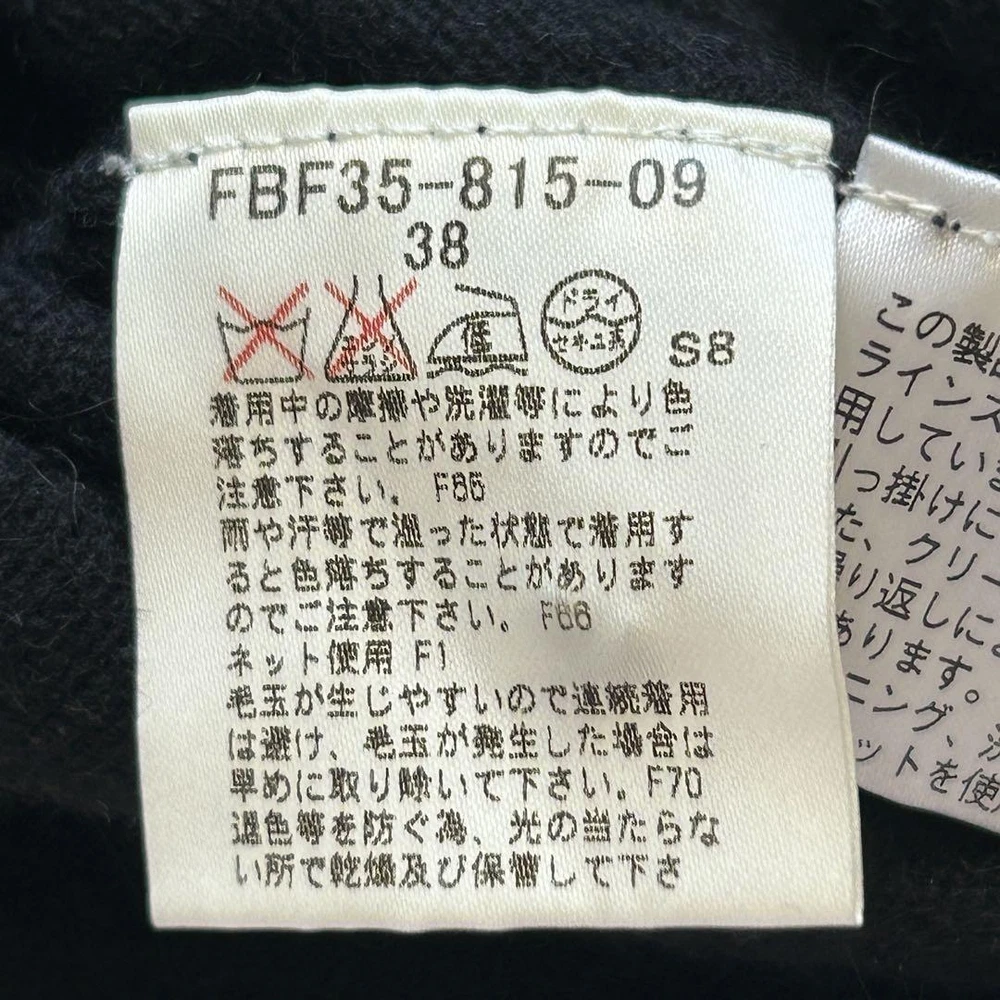 FBF35-815-09
38
低
ドライ
セキユ系
S8
着用中の摩擦や洗濯等により色
落ちすることがありますのでご
注意下さい。 F65
雨や汗等で湿った状態で着用す
ると色落ちすることがあります
のでご注意下さい。 F66
ネット使用 F1
毛玉が生じやすいので連続着用
は避け、毛玉が発生した場合は
早めに取り除いて下さい。F70
退色等を防ぐ為、光の当たらな
い所で乾燥及び保管して下さ
この製
ラインス
用してい
っ掛けに
た、クリー
り返しに
あります。
ニング、
ットを使